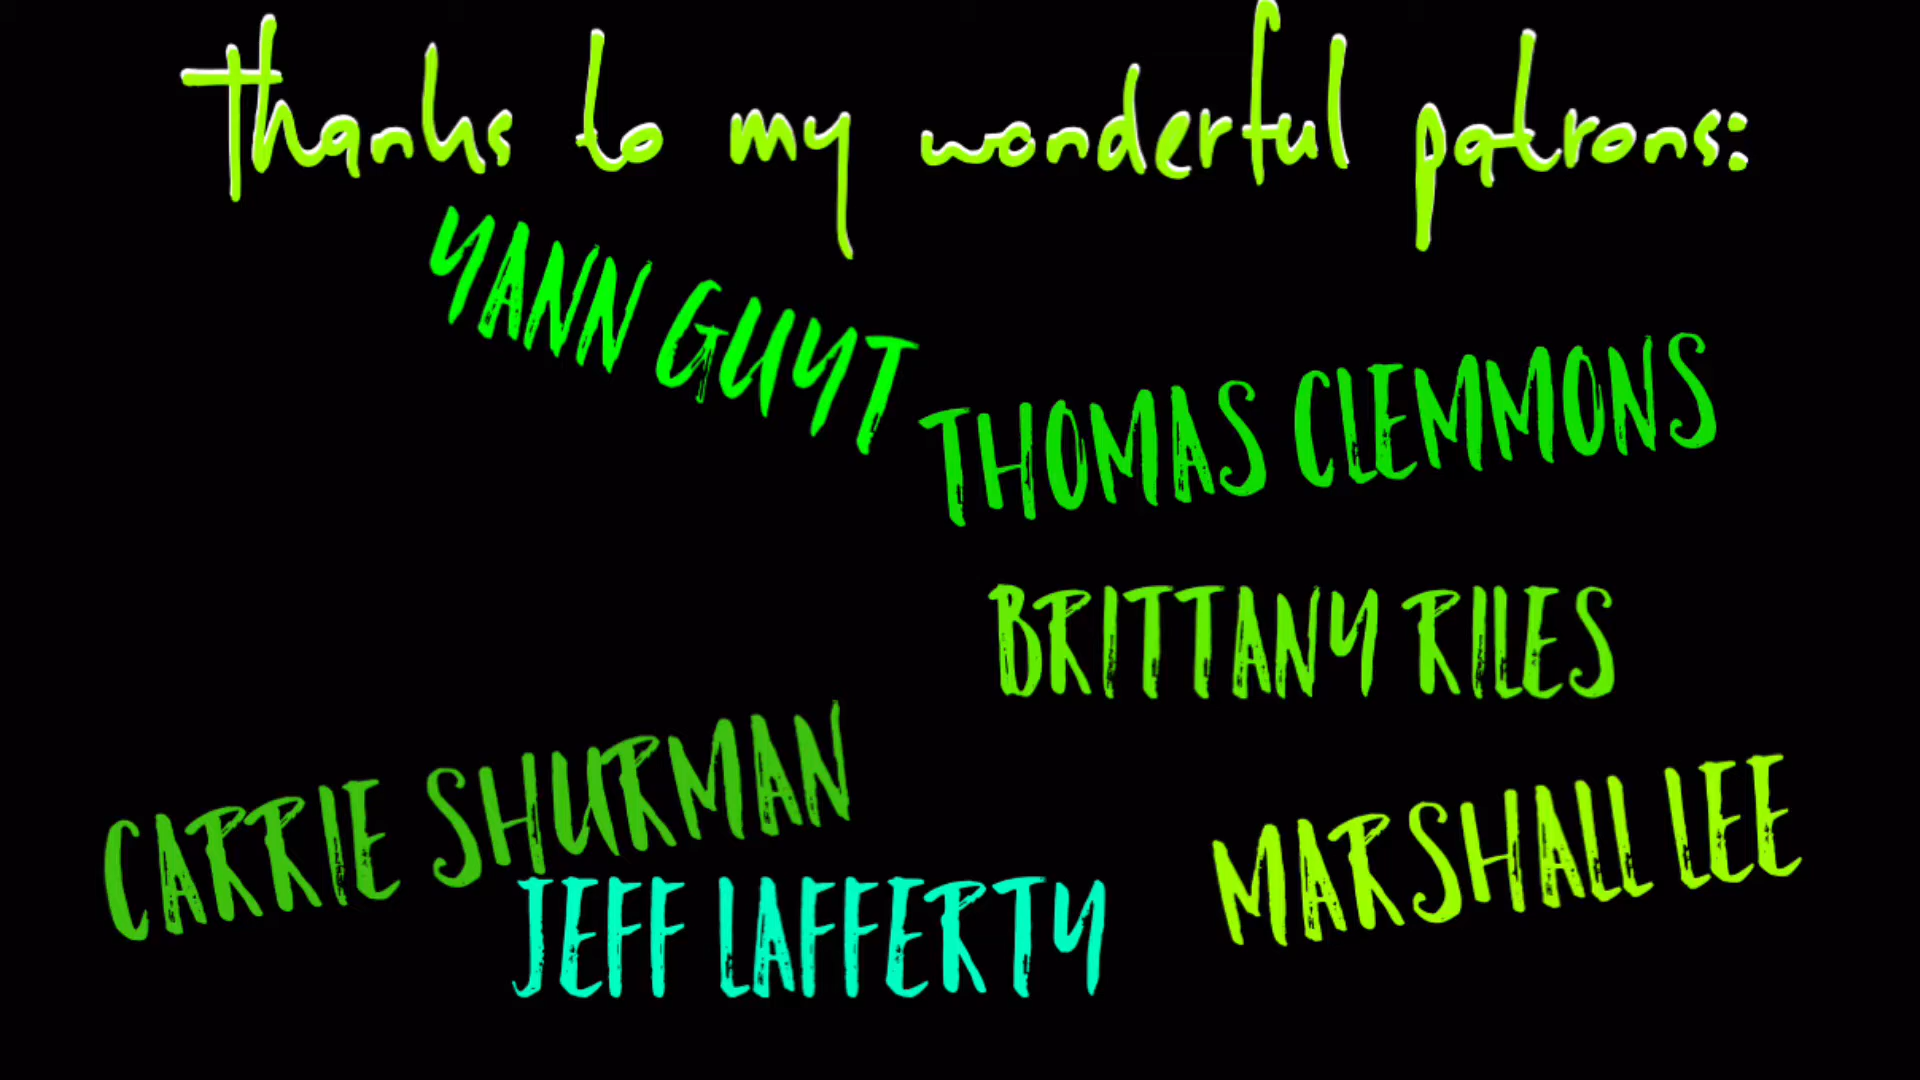 Thanks to my wonderful patrons:
YANN GUYT
THOMAS CLEMMONS
BRITTANY RILES
CARRIE SHURMAN
MARSHALL LEE
JEFF LAFFERTY